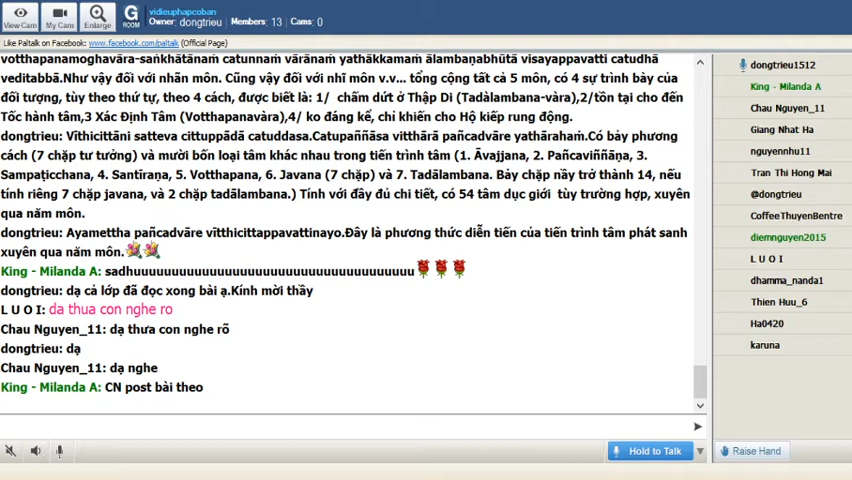 View Cam
My Cam
Enlarge
G
ROOM
vidieuphapcoban
Owner: dongtrieu Members: 13 Cams: 0
Like Paltalk on Facebook: www.facebook.com/paltalk (Official Page)
votthapanamoghavāra-saṅkhātānaṃ catunnaṃ vārānaṃ yathākkamaṃ ālambaṇabhūtā visayappavatti catudhā
veditabbā.Như vậy đối với nhãn môn. Cũng vậy đối với nhĩ môn v.v... tổng cộng tất cả 5 môn, có 4 sự trình bày của
đối tượng, tùy theo thứ tự, theo 4 cách, được biết là: 1/ chấm dứt ở Thập Di (Tadàlambana-vàra),2/tồn tại cho đến
Tốc hành tâm,3 Xác Định Tâm (Votthapanavàra),4/ ko đáng kể, chỉ khiến cho Hộ kiếp rung động.
dongtrieu: Vīthicittāni satteva cittuppādā catuddasa.Catupaññāsa vitthārā pañcadvāre yathārahaṃ.Có bảy phương
cách (7 chặp tư tưởng) và mười bốn loại tâm khác nhau trong tiến trình tâm (1. Āvajjana, 2. Pañcaviññāṇa, 3.
Sampaṭicchana, 4. Santīraṇa, 5. Votthapana, 6. Javana (7 chặp) và 7. Tadālambana. Bảy chặp nầy trở thành 14, nếu
tính riêng 7 chặp javana, và 2 chặp tadālambana.) Tính với đầy đủ chi tiết, có 54 tâm dục giới tùy trường hợp, xuyên
qua năm môn.
dongtrieu: Ayamettha pañcadvāre vīthicittappavattinayo.Đây là phương thức diễn tiến của tiến trình tâm phát sanh
xuyên qua năm môn.
King - Milanda A: sadhuuuuuuuuuuuuuuuuuuuuuuuuuuuuuuuuuuuuu
dongtrieu: dạ cả lớp đã đọc xong bài ạ.Kính mời thầy
L U O I: da thua con nghe ro
Chau Nguyen_11: dạ thưa con nghe rõ
dongtrieu: dạ
Chau Nguyen_11: dạ nghe
King - Milanda A: CN post bài theo
Hold to Talk
Raise Hand
dongtrieu1512
King - Milanda A
Chau Nguyen_11
Giang Nhat Ha
nguyennhu11
Tran Thi Hong Mai
@dongtrieu
CoffeeThuyenBentre
diemnguyen2015
L U O I
dhamma_nanda1
Thien Huu_6
Ha0420
karuna